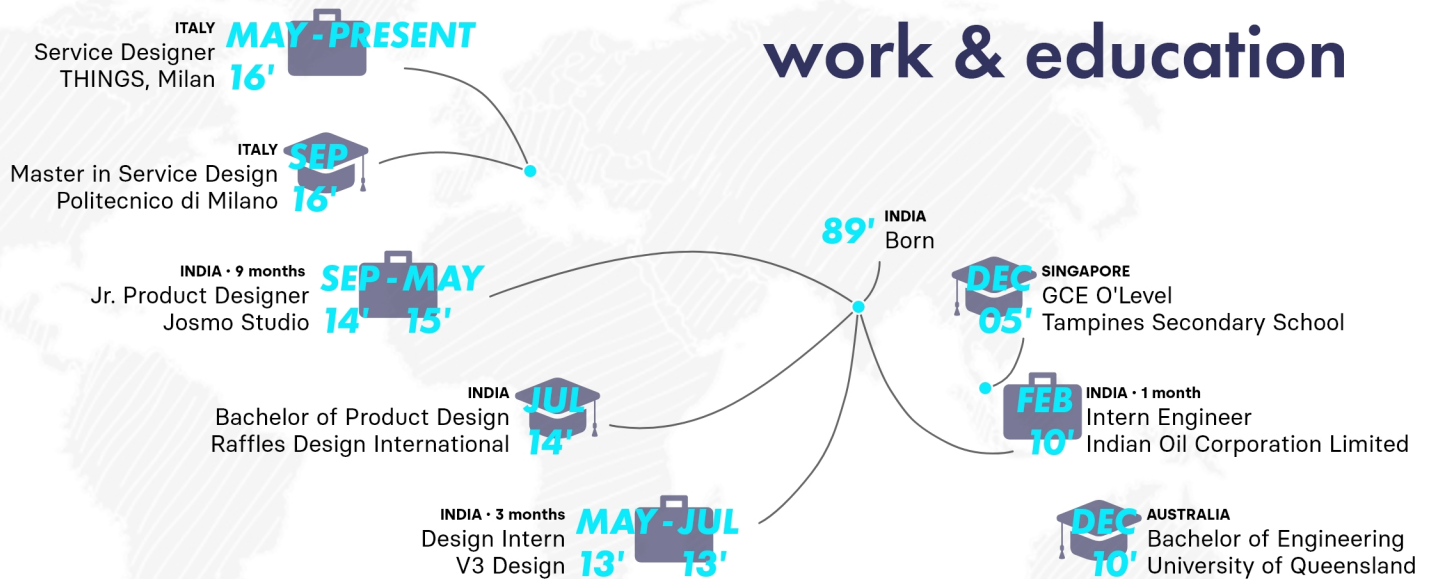 work & education
ITALY
Service Designer
THINGS, Milan
MAY - PRESENT
16'
ITALY
Master in Service Design
Politecnico di Milano
SEP
16'
INDIA · 9 months
Jr. Product Designer
Josmo Studio
SEP - MAY
14' 15'
INDIA
Bachelor of Product Design
Raffles Design International
JUL
14'
INDIA · 3 months
Design Intern
V3 Design
MAY - JUL
13' 13'
89'
INDIA
Born
DEC
05'
SINGAPORE
GCE O'Level
Tampines Secondary School
FEB
10'
INDIA · 1 month
Intern Engineer
Indian Oil Corporation Limited
DEC
10'
AUSTRALIA
Bachelor of Engineering
University of Queensland